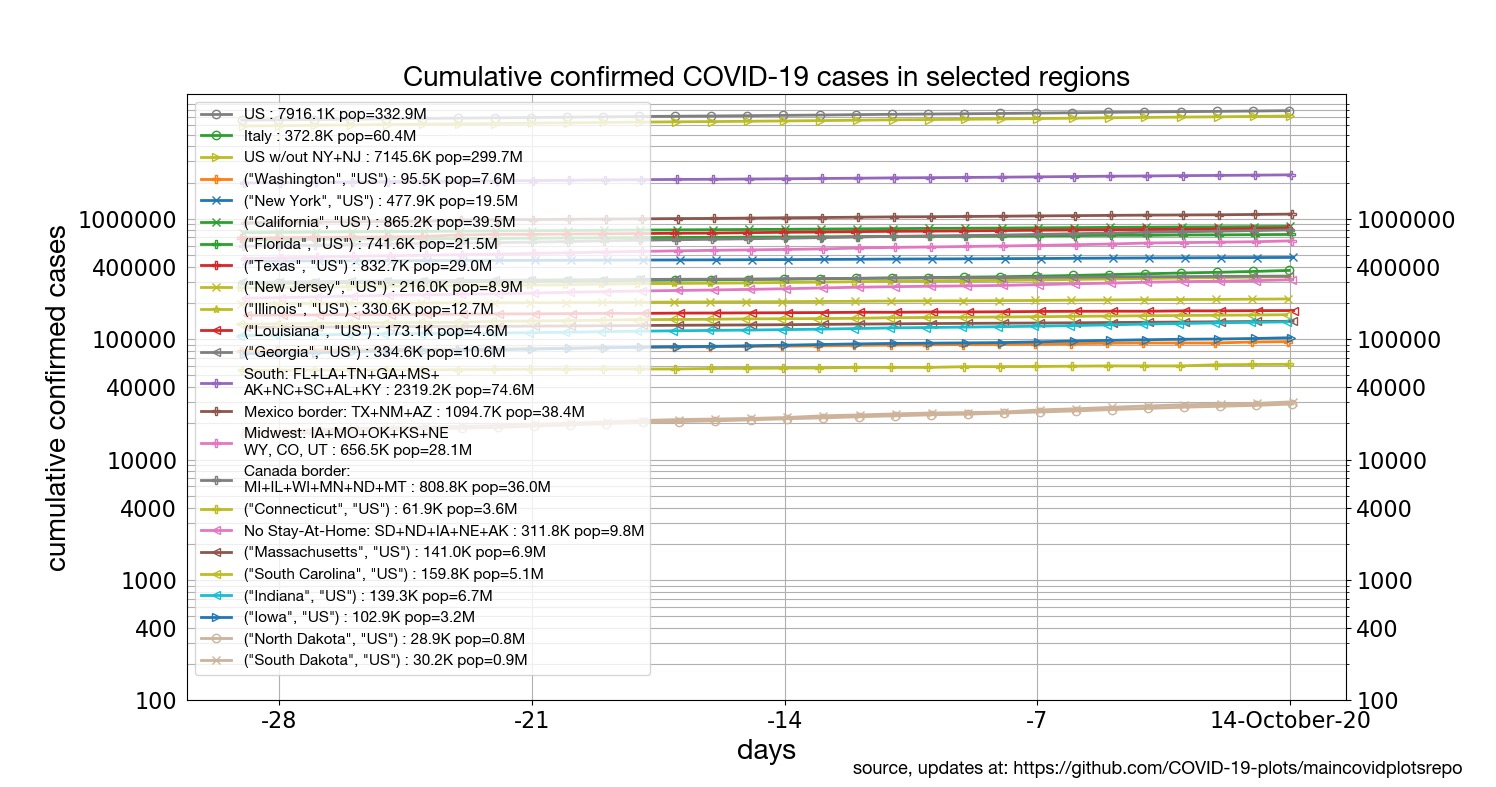 Cumulative confirmed COVID-19 cases in selected regions
cumulative confirmed cases
1000000
400000
100000
40000
10000
4000
1000
400
100
US : 7916.1K pop=332.9M
Italy : 372.8K pop=60.4M
US w/out NY+NJ : 7145.6K pop=299.7M
("Washington", "US") : 95.5K pop=7.6M
("New York", "US") : 477.9K pop=19.5M
("California", "US") : 865.2K pop=39.5M
("Florida", "US") : 741.6K pop=21.5M
("Texas", "US") : 832.7K pop=29.0M
("New Jersey", "US") : 216.0K pop=8.9M
("Illinois", "US") : 330.6K pop=12.7M
("Louisiana", "US") : 173.1K pop=4.6M
("Georgia", "US") : 334.6K pop=10.6M
South: FL+LA+TN+GA+MS+
AK+NC+SC+AL+KY : 2319.2K pop=74.6M
Mexico border: TX+NM+AZ : 1094.7K pop=38.4M
Midwest: IA+MO+OK+KS+NE
WY, CO, UT : 656.5K pop=28.1M
Canada border:
MI+IL+WI+MN+ND+MT : 808.8K pop=36.0M
("Connecticut", "US") : 61.9K pop=3.6M
No Stay-At-Home: SD+ND+IA+NE+AK : 311.8K pop=9.8M
("Massachusetts", "US") : 141.0K pop=6.9M
("South Carolina", "US") : 159.8K pop=5.1M
("Indiana", "US") : 139.3K pop=6.7M
("Iowa", "US") : 102.9K pop=3.2M
("North Dakota", "US") : 28.9K pop=0.8M
("South Dakota", "US") : 30.2K pop=0.9M
1000000
400000
100000
40000
10000
4000
1000
400
100
-28 -21 -14 -7 14-October-20
days
source, updates at: https://github.com/COVID-19-plots/maincovidplotsrepo